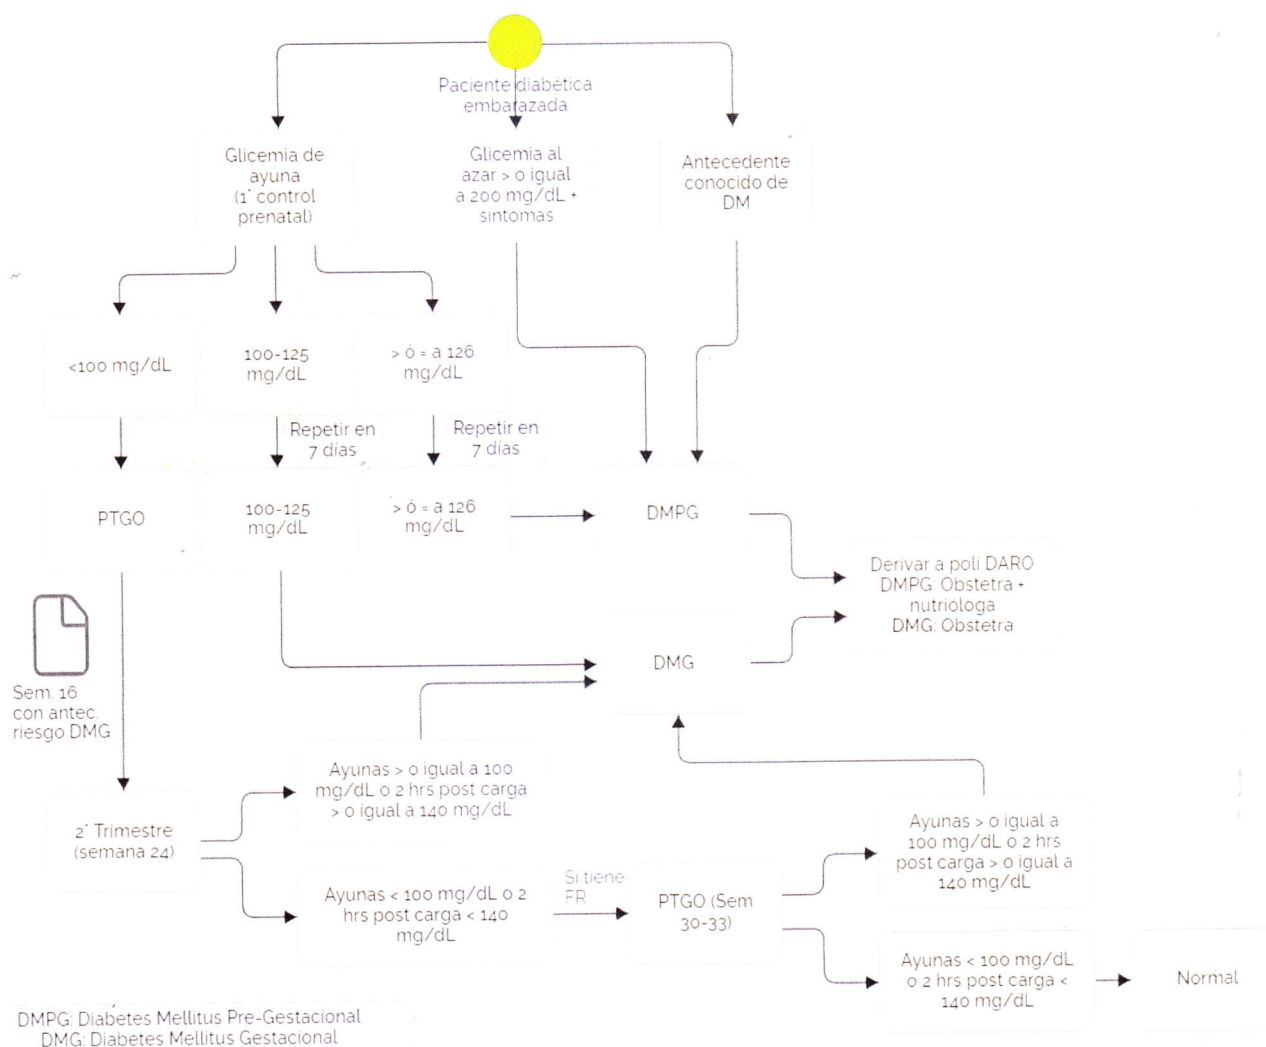 Paciente diabética
embarazada
Glicemia de
ayuna
(1° control
prenatal)
Glicemia al
azar > o igual
a 200 mg/dL +
síntomas
Antecedente
conocido de
DM
<100 mg/dL
100-125
mg/dL
> ó = a 126
mg/dL
Repetir en
7 días
Repetir en
7 días
PTGO
100-125
mg/dL
> ó = a 126
mg/dL
DMPG
Derivar a poli DARO
DMPG: Obstetra +
nutrióloga
DMG: Obstetra
DMG
Sem. 16
con antec.
riesgo DMG
Ayunas > o igual a 100
mg/dL o 2 hrs post carga
> o igual a 140 mg/dL
2° Trimestre
(semana 24)
Ayunas < 100 mg/dL o 2
hrs post carga < 140
mg/dL
Si tiene
FR
PTGO (Sem
30-33)
Ayunas > o igual a
100 mg/dL o 2 hrs
post carga > o igual a
140 mg/dL
Ayunas < 100 mg/dL
o 2 hrs post carga <
140 mg/dL
Normal
DMPG: Diabetes Mellitus Pre-Gestacional
DMG: Diabetes Mellitus Gestacional